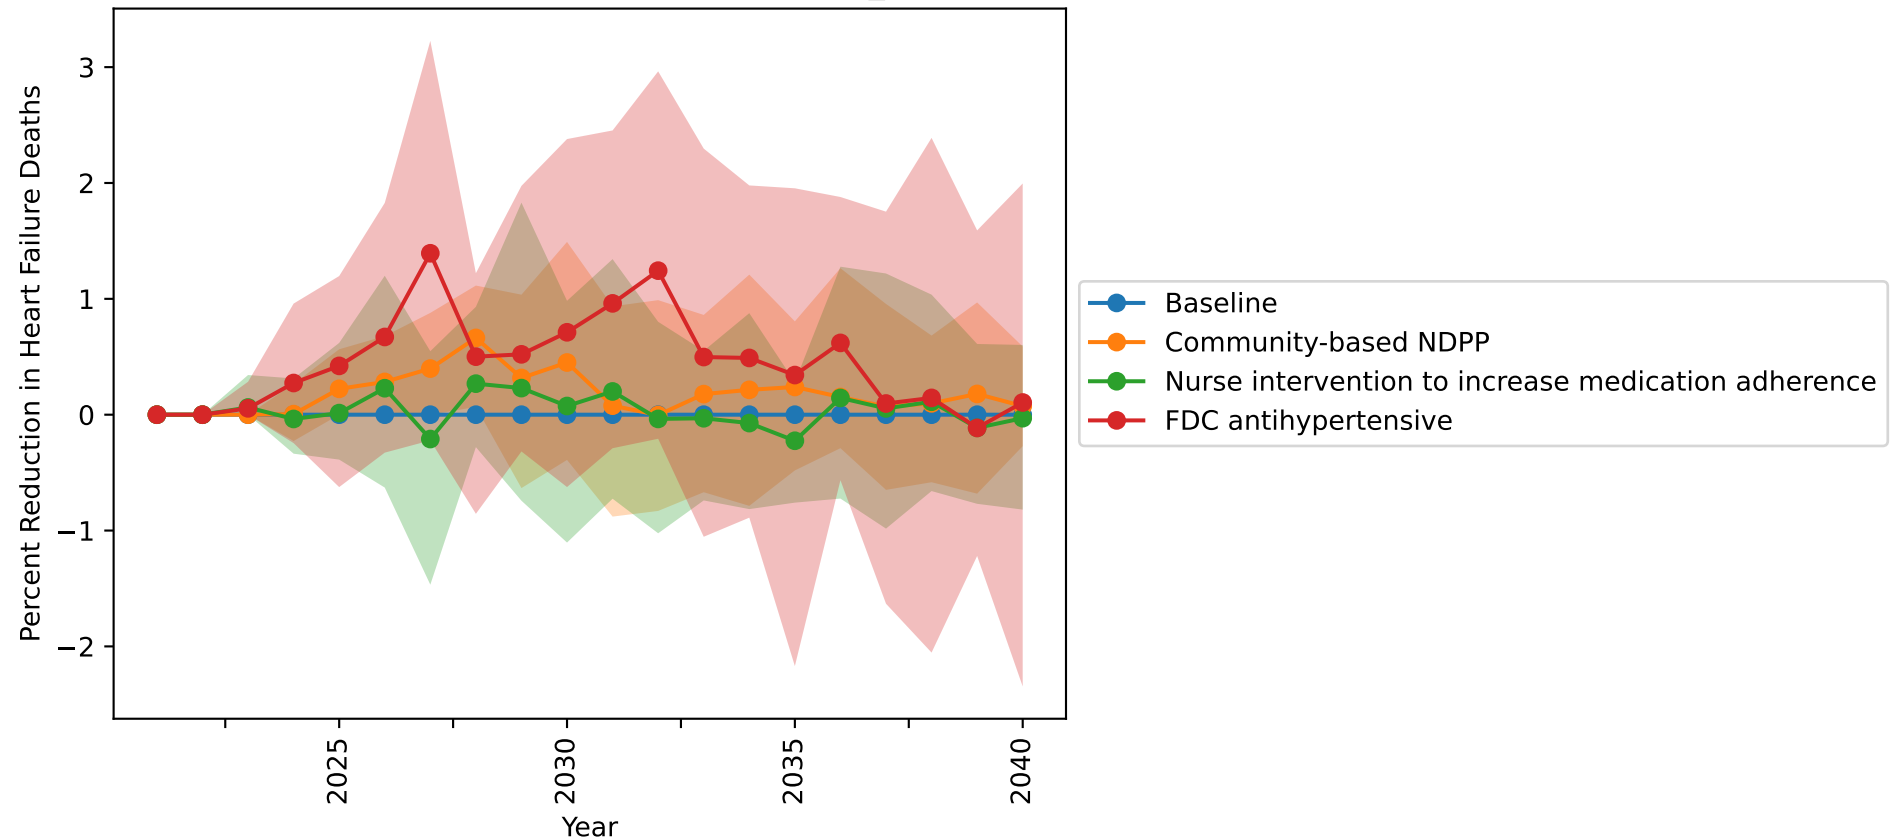 Percent Reduction in Heart Failure Deaths
3
2
1
0
−1
−2
2025
2030
2035
2040
Year
Baseline
Community-based NDPP
Nurse intervention to increase medication adherence
FDC antihypertensive